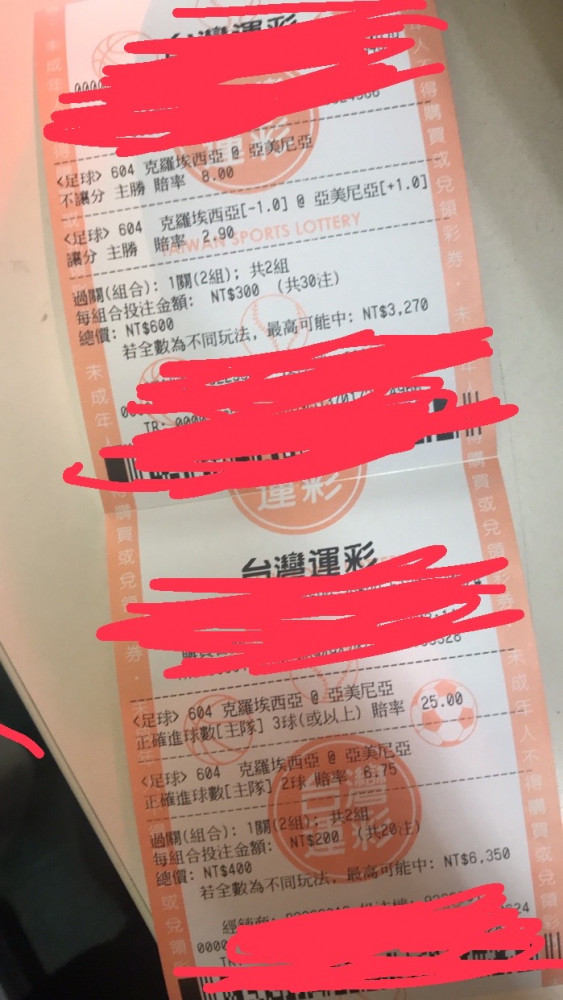 台灣運彩
運彩
<足球> 604 克羅埃西亞 @ 亞美尼亞
不讓分 主勝 賠率 8.00
<足球> 604 克羅埃西亞[-1.0] @ 亞美尼亞[+1.0]
讓分 主勝 賠率 2.90
TAIWAN SPORTS LOTTERY
過關(組合): 1關(2組); 共2組
每組合投注金額: NT$300 (共30注)
總價: NT$600
若全數為不同玩法, 最高可能中: NT$3,270
運彩
台灣運彩
<足球> 604 克羅埃西亞 @ 亞美尼亞
正確進球數[主隊] 3球(或以上) 賠率 25.00
<足球> 604 克羅埃西亞 @ 亞美尼亞
正確進球數[主隊] 2球 賠率 6.75
台灣運彩
過關(組合): 1關(2組); 共2組
每組合投注金額: NT$200 (共20注)
總價: NT$400
若全數為不同玩法, 最高可能中: NT$6,350
未成年人不得購買或兌領彩券